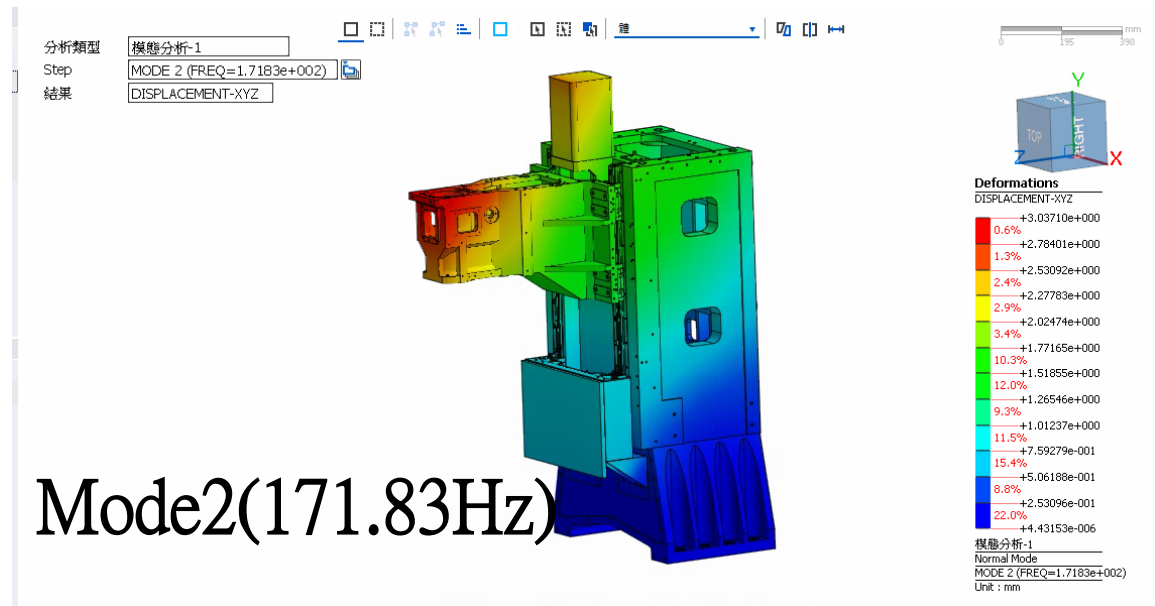 分析類型 模態分析-1
Step MODE 2 (FREQ=1.7183e+002)
結果 DISPLACEMENT-XYZ
體
mm
0 195 390
Y
TOP
RIGHT
Z
X
Deformations
DISPLACEMENT-XYZ
+3.03710e+000
0.6%
+2.78401e+000
1.3%
+2.53092e+000
2.4%
+2.27783e+000
2.9%
+2.02474e+000
3.4%
+1.77165e+000
10.3%
+1.51855e+000
12.0%
+1.26546e+000
9.3%
+1.01237e+000
11.5%
+7.59279e-001
15.4%
+5.06188e-001
8.8%
+2.53096e-001
22.0%
+4.43153e-006
模態分析-1
Normal Mode
MODE 2 (FREQ=1.7183e+002)
Unit : mm
Mode2(171.83Hz)